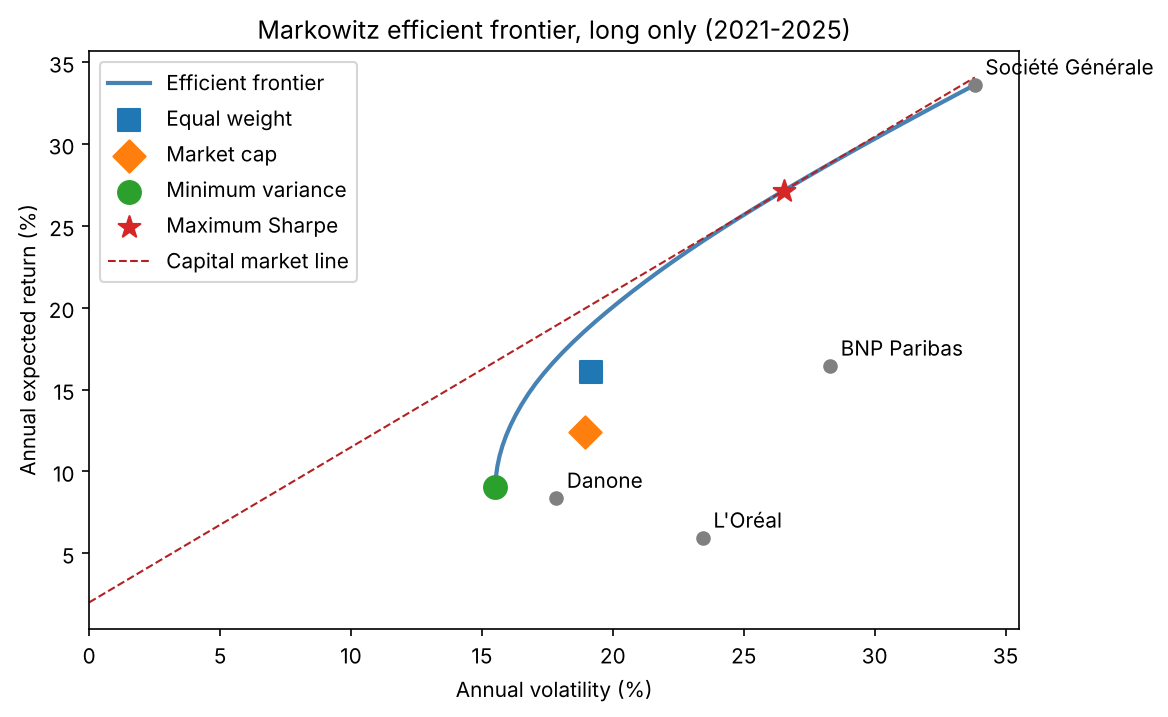 Markowitz efficient frontier, long only (2021-2025)
Efficient frontier
Equal weight
Market cap
Minimum variance
Maximum Sharpe
Capital market line
Société Générale
BNP Paribas
Danone
L'Oréal
Annual expected return (%)
35
30
25
20
15
10
5
0
5
10
15
20
25
30
35
Annual volatility (%)